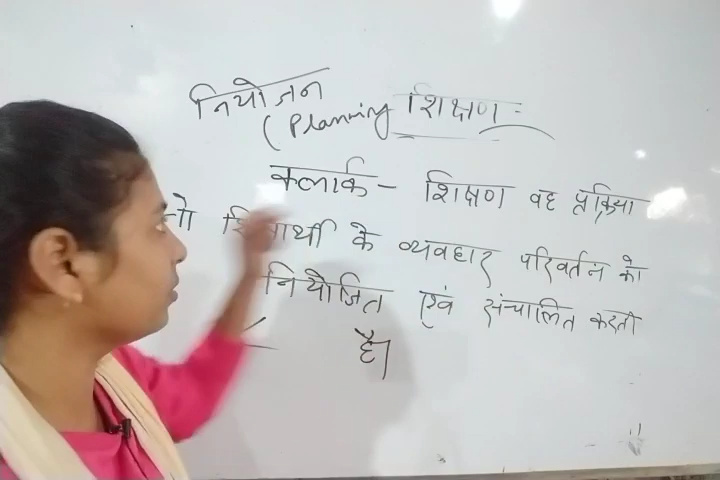 नियोजन
(Planning शिक्षण =
क्लार्क - शिक्षण वह प्रक्रिया
के व्यवहार परिवर्तन को
नियोजित एवं संचालित करती
है।